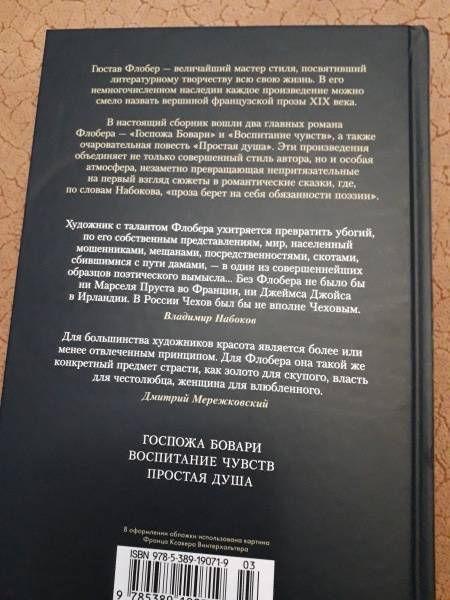 Гюстав Флобер — величайший мастер стиля, посвятивший
литературному творчеству всю свою жизнь. В его
немногочисленном наследии каждое произведение можно
смело назвать вершиной французской прозы XIX века.
В настоящий сборник вошли два главных романа
Флобера — «Госпожа Бовари» и «Воспитание чувств», а также
очаровательная повесть «Простая душа». Эти произведения
объединяет не только совершенный стиль автора, но и особая
атмосфера, незаметно превращающая непритязательные
на первый взгляд сюжеты в романтические сказки, где,
по словам Набокова, «проза берет на себя обязанности поэзии».
Художник с талантом Флобера ухитряется превратить убогий,
по его собственным представлениям, мир, населенный
мошенниками, мещанами, посредственностями, скотами,
сбившимися с пути дамами, — в один из совершеннейших
образцов поэтического вымысла... Без Флобера не было бы
ни Марселя Пруста во Франции, ни Джеймса Джойса
в Ирландии. В России Чехов был бы не вполне Чеховым.
Владимир Набоков
Для большинства художников красота является более или
менее отвлеченным принципом. Для Флобера она такой же
конкретный предмет страсти, как золото для скупого, власть
для честолюбца, женщина для влюбленного.
Дмитрий Мережковский
ГОСПОЖА БОВАРИ
ВОСПИТАНИЕ ЧУВСТВ
ПРОСТАЯ ДУША
В оформлении обложки использована картина
Франца Ксавера Винтерхальтера
ISBN 978-5-389-19071-9
03